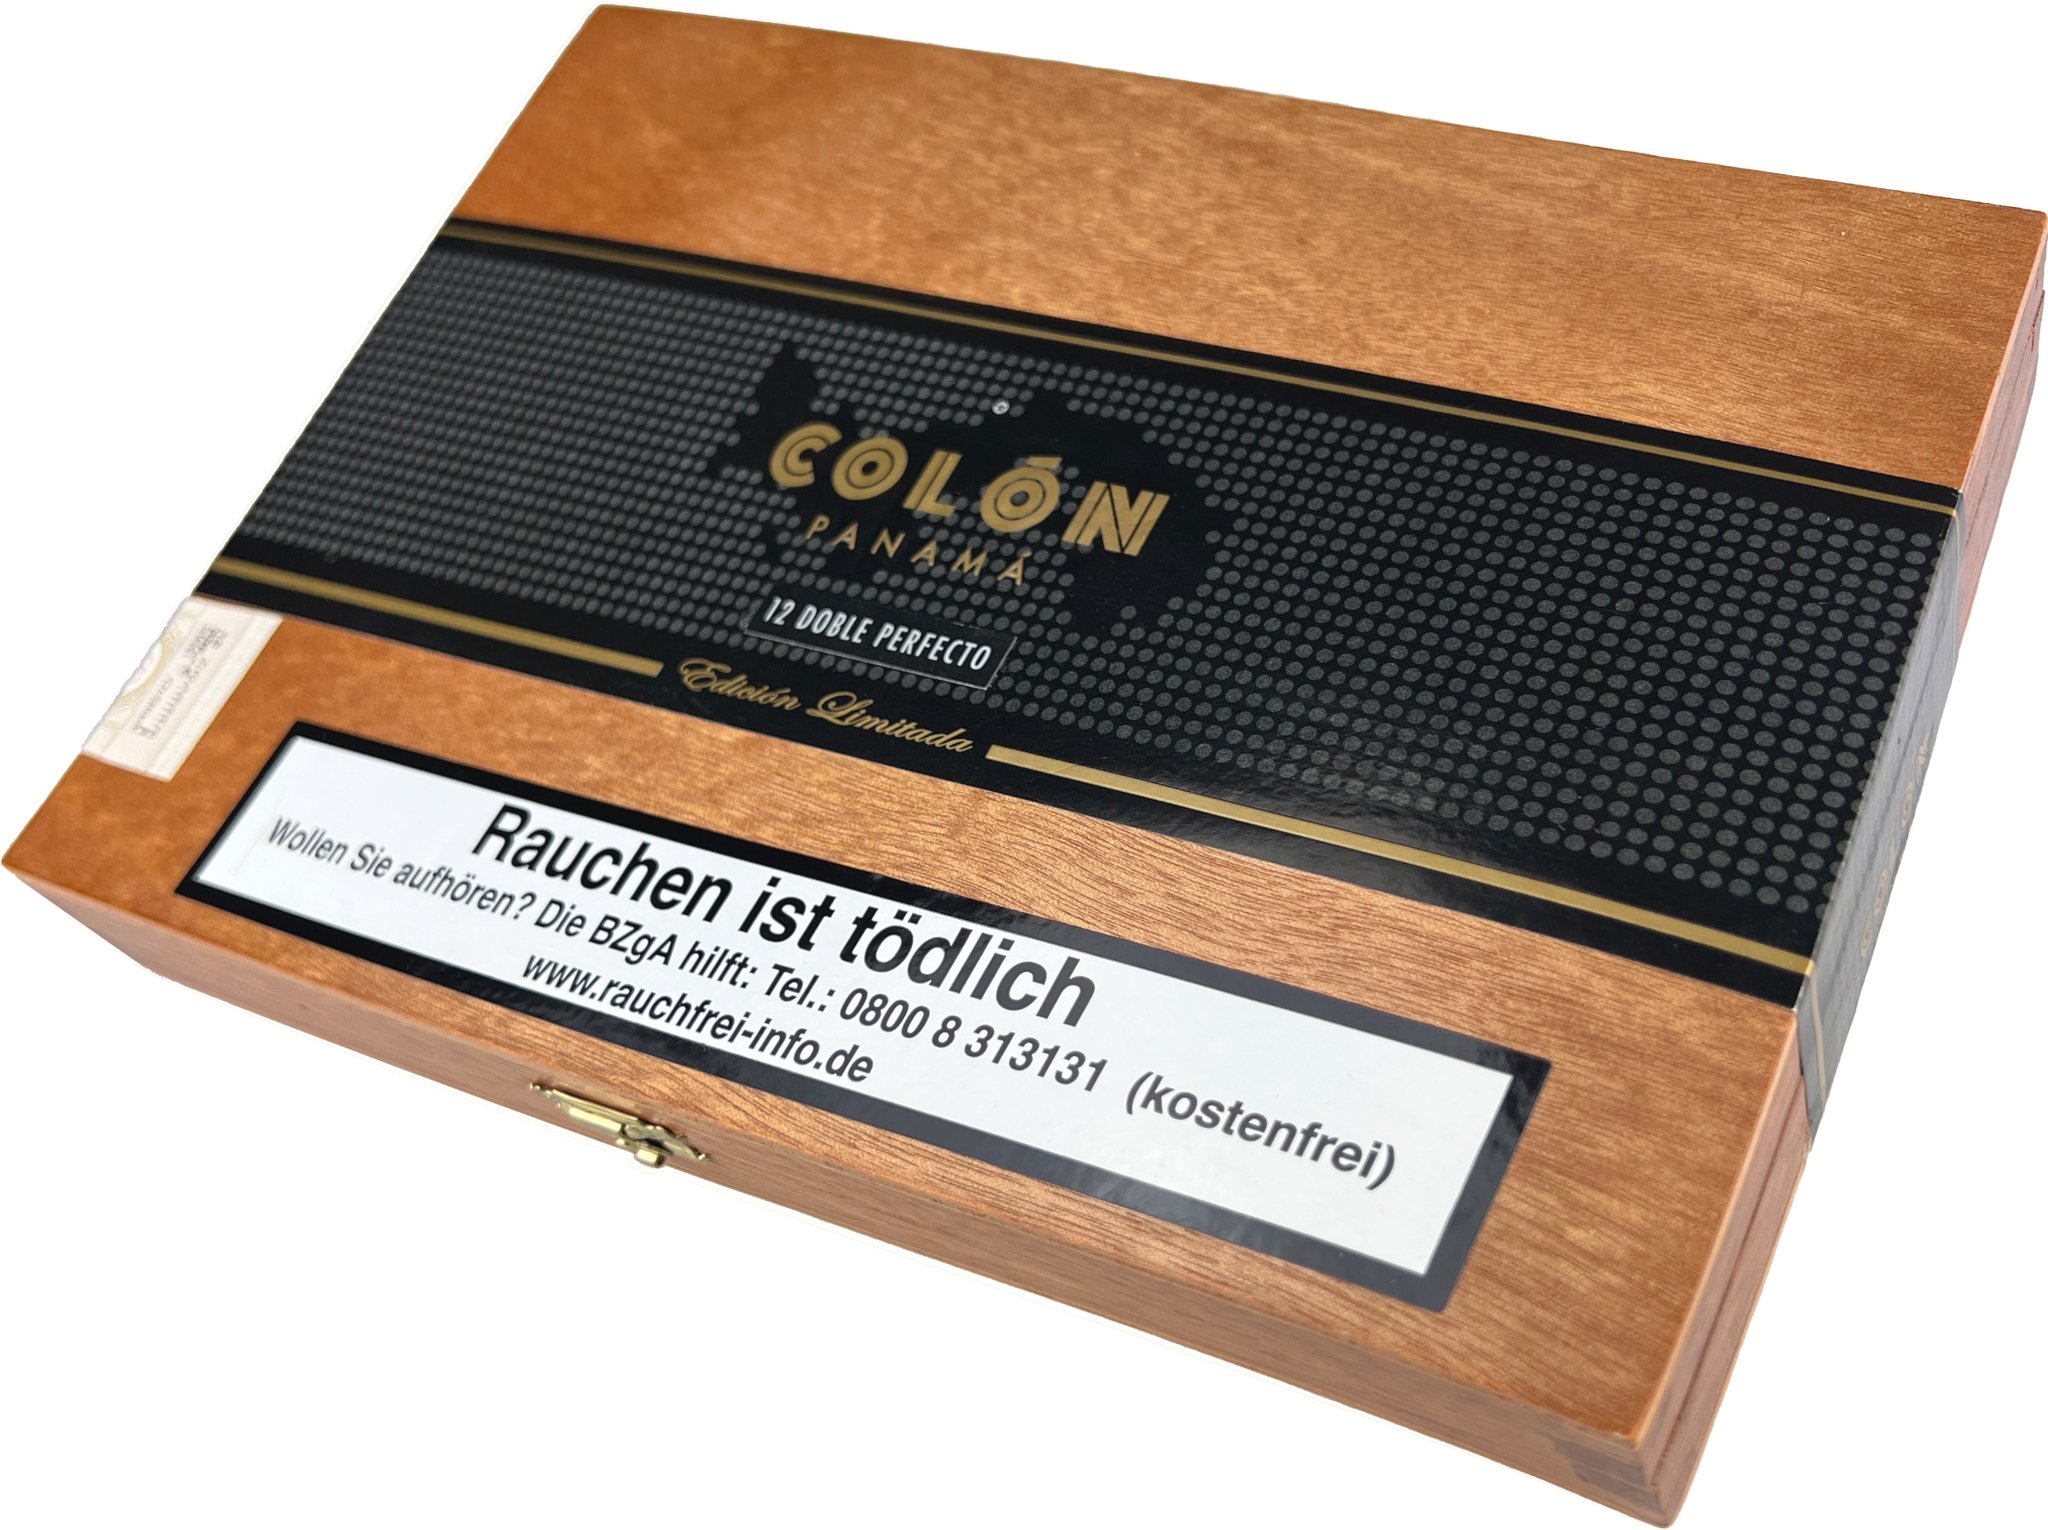 COLÓN
PANAMÁ
12 DOBLE PERFECTO
Edición Limitada
Rauchen ist tödlich
Wollen Sie aufhören? Die BZgA hilft: Tel.: 0800 8 313131 (kostenfrei)
www.rauchfrei-info.de
COLÓN